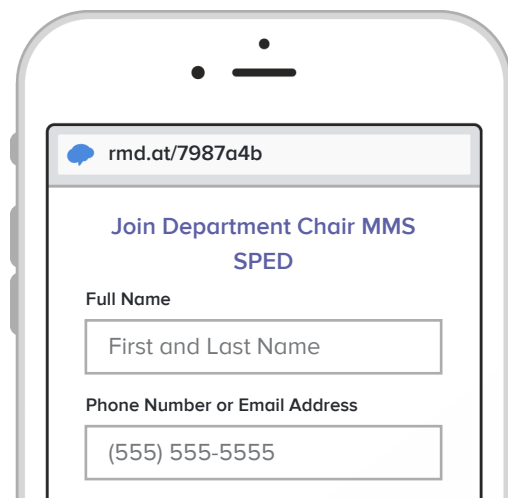 rmd.at/7987a4b
Join Department Chair MMS
SPED
Full Name
First and Last Name
Phone Number or Email Address
(555) 555-5555